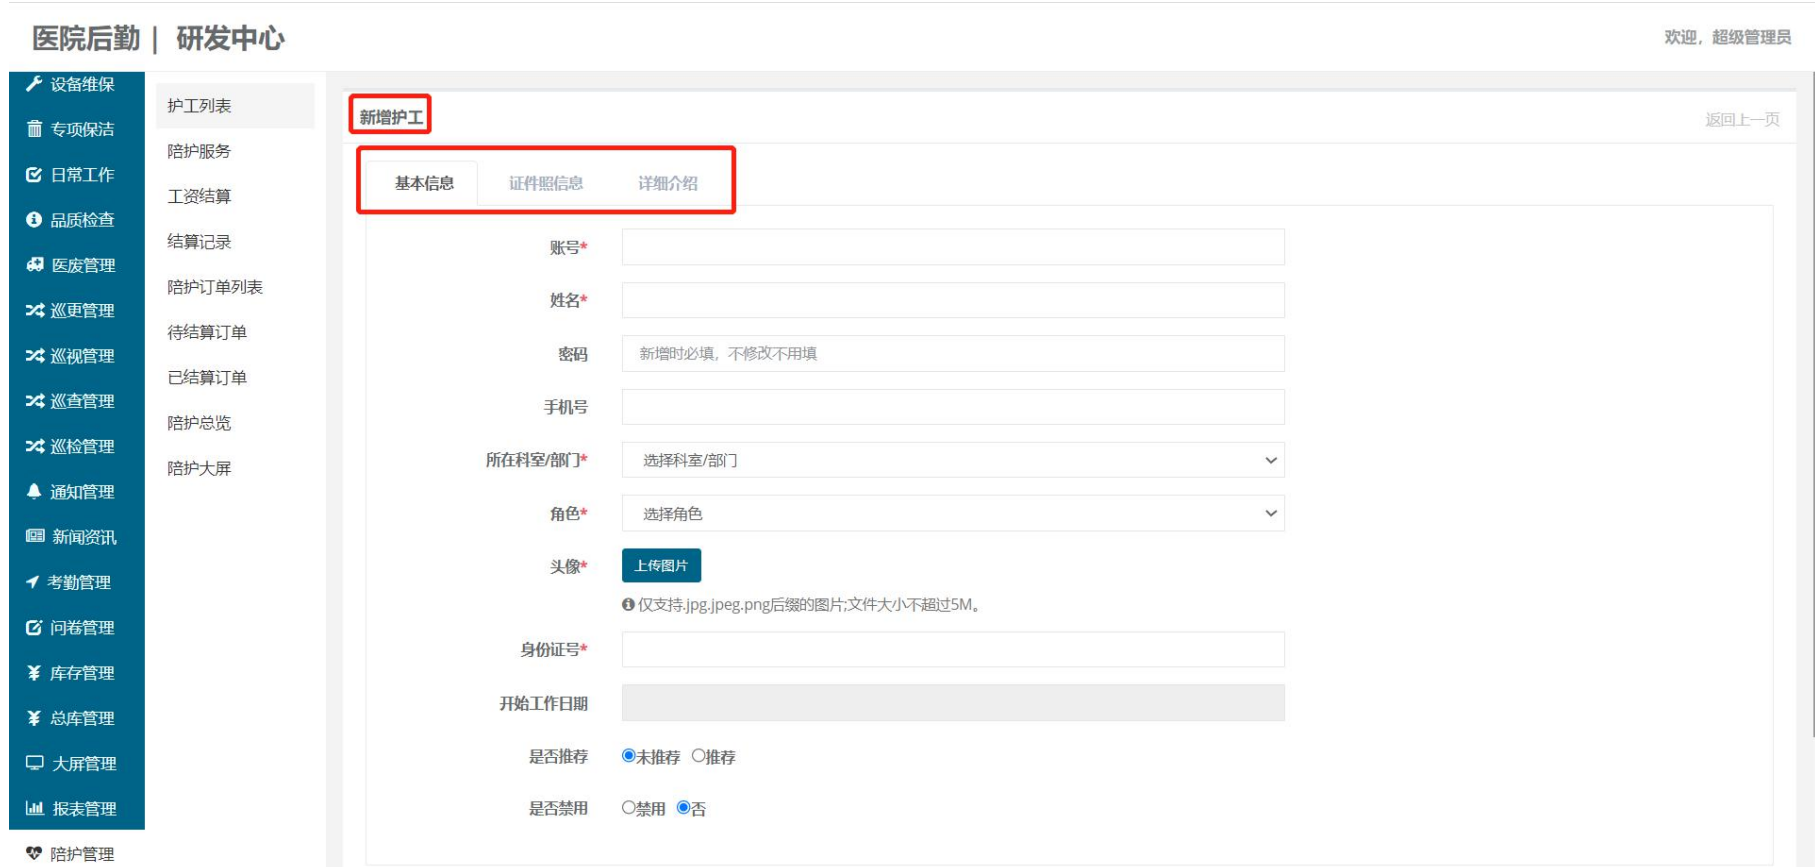 医院后勤｜ 研发中心
欢迎，超级管理员
设备维保
专项保洁
日常工作
品质检查
医废管理
巡更管理
巡视管理
巡查管理
巡检管理
通知管理
新闻资讯
考勤管理
问卷管理
库存管理
总库管理
大屏管理
报表管理
陪护管理
护工列表
陪护服务
工资结算
结算记录
陪护订单列表
待结算订单
已结算订单
陪护总览
陪护大屏
新增护工
返回上一页
基本信息 证件照信息 详细介绍
账号*
姓名*
密码 新增时必填，不修改不用填
手机号
所在科室/部门* 选择科室/部门
角色* 选择角色
头像* 上传图片
仅支持.jpg.jpeg.png后缀的图片;文件大小不超过5M。
身份证号*
开始工作日期
是否推荐 未推荐 推荐
是否禁用 禁用 否